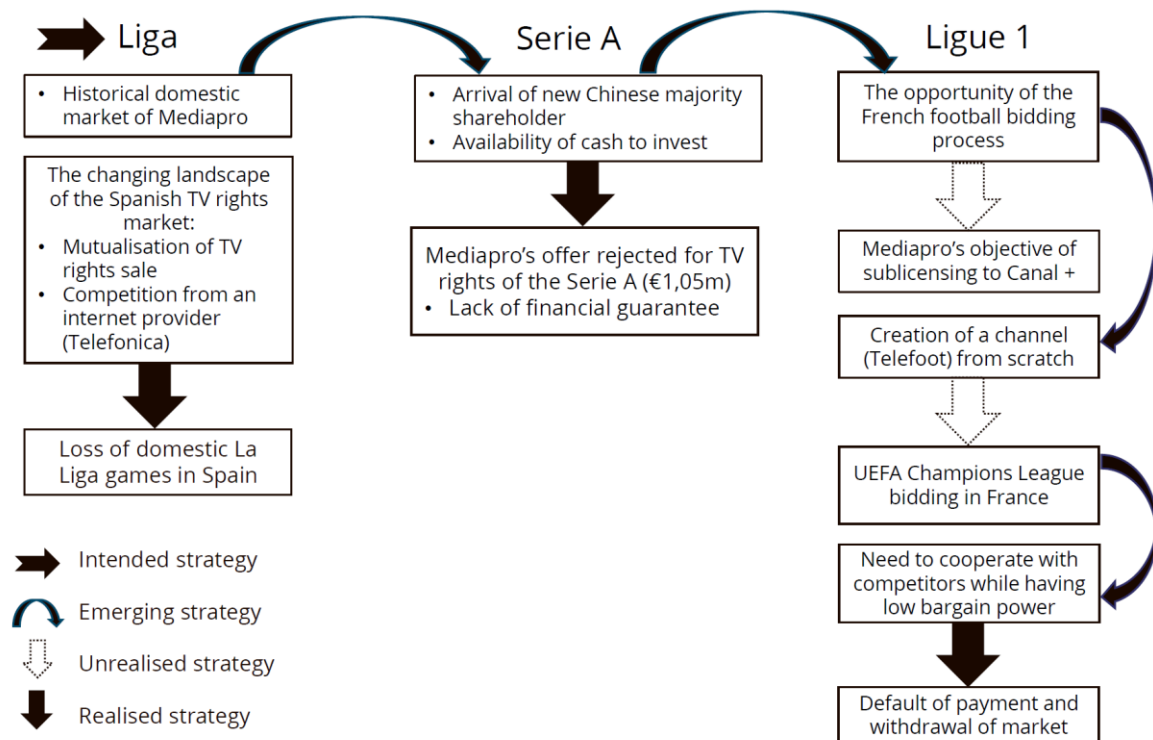 Liga
• Historical domestic
market of Mediapro
The changing landscape
of the Spanish TV rights
market:
• Mutualisation of TV
rights sale
• Competition from an
internet provider
(Telefonica)
Loss of domestic La
Liga games in Spain
Serie A
• Arrival of new Chinese majority
shareholder
• Availability of cash to invest
Mediapro’s offer rejected for TV
rights of the Serie A (€1,05m)
• Lack of financial guarantee
Ligue 1
The opportunity of the
French football bidding
process
Mediapro’s objective of
sublicensing to Canal +
Creation of a channel
(Telefoot) from scratch
UEFA Champions League
bidding in France
Need to cooperate with
competitors while having
low bargain power
Default of payment and
withdrawal of market
Intended strategy
Emerging strategy
Unrealised strategy
Realised strategy